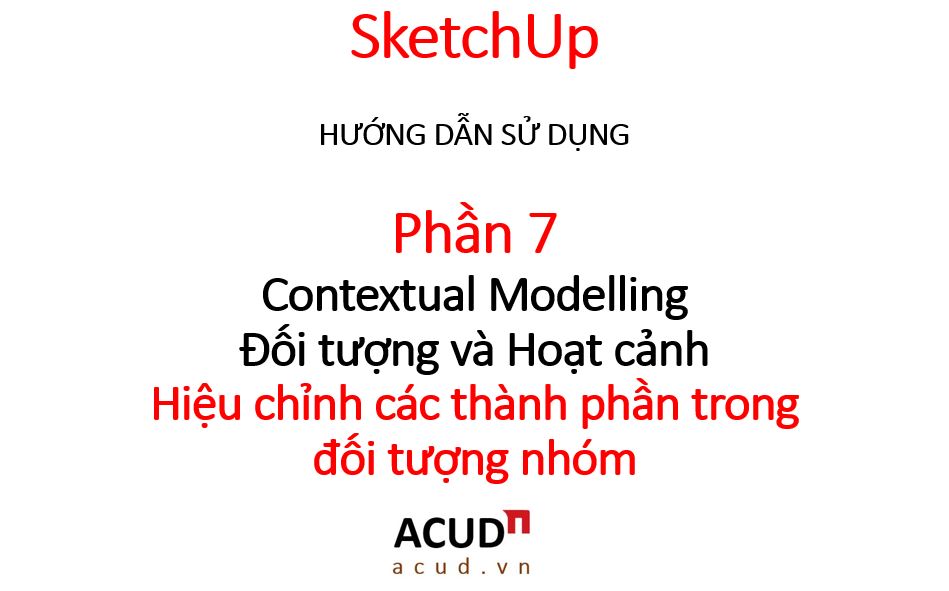 SketchUp
HƯỚNG DẪN SỬ DỤNG
Phần 7
Contextual Modelling
Đối tượng và Hoạt cảnh
Hiệu chỉnh các thành phần trong
đối tượng nhóm
ACUD
acud.vn